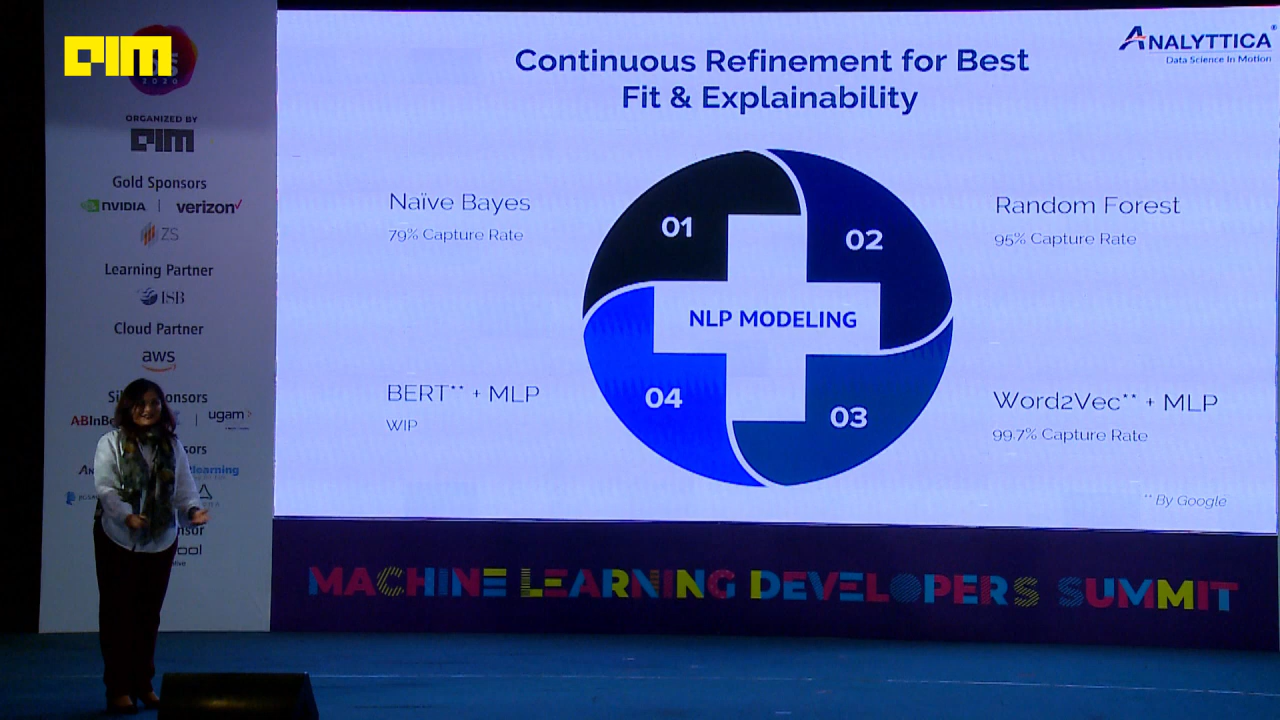 AIM
2020
ORGANIZED BY
AIM
Gold Sponsors
NVIDIA | verizon✓
ZS
Learning Partner
ISB
Cloud Partner
aws
ugam
learning
Continuous Refinement for Best
Fit & Explainability
ANALYTTICA®
Data Science In Motion
Naïve Bayes
79% Capture Rate
01
02
Random Forest
95% Capture Rate
NLP MODELING
BERT** + MLP
WIP
04
03
Word2Vec** + MLP
99.7% Capture Rate
** By Google
MACHINE LEARNING DEVELOPERS SUMMIT